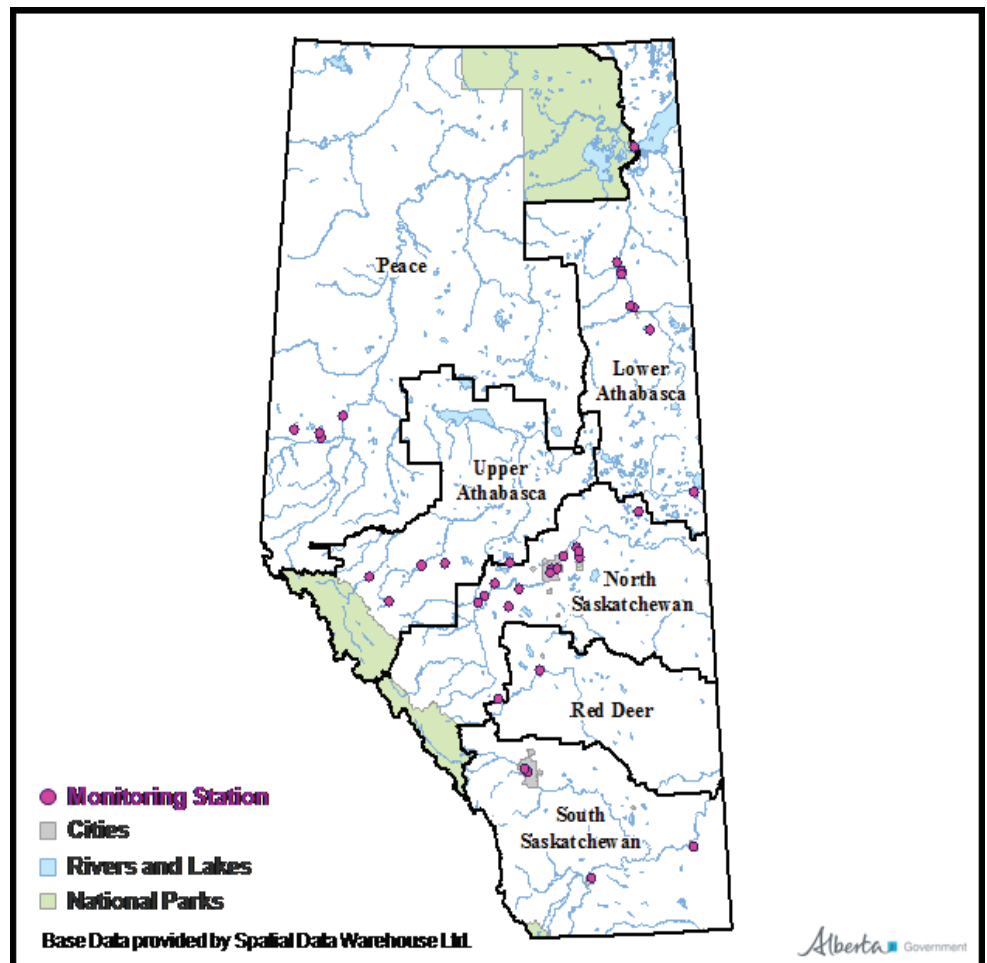 Peace
Lower
Athabasca
Upper
Athabasca
North
Saskatchewan
Red Deer
South
Saskatchewan
Monitoring Station
Cities
Rivers and Lakes
National Parks
Base Data provided by Spatial Data Warehouse Ltd.
Alberta Government